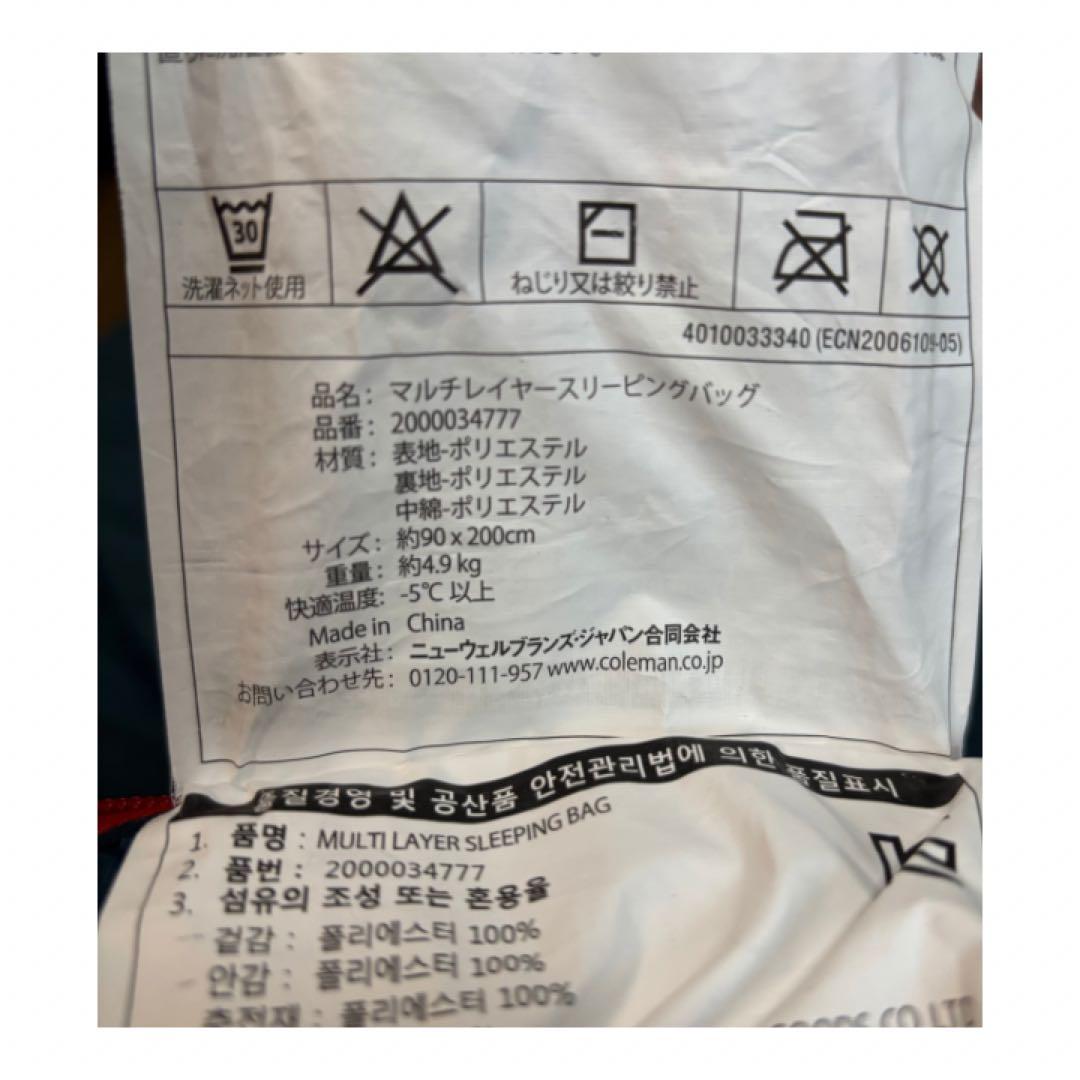 30
洗濯ネット使用
ねじり又は絞り禁止
4010033340 (ECN2006109-05)
品名： マルチレイヤースリーピングバッグ
品番： 2000034777
材質： 表地-ポリエステル
裏地-ポリエステル
中綿-ポリエステル
サイズ： 約90 x 200cm
重量： 約4.9 kg
快適温度: -5℃ 以上
Made in China
表示社： ニューウェルブランズ・ジャパン合同会社
お問い合わせ先： 0120-111-957 www.coleman.co.jp
품질경영 및 공산품 안전관리법에 의한 품질표시
1. 품명 : MULTI LAYER SLEEPING BAG
2. 품번 : 2000034777
3. 섬유의 조성 또는 혼용율
겉감 : 폴리에스터 100%
안감 : 폴리에스터 100%
충전재 : 폴리에스터 100%
GOODS CO LTD